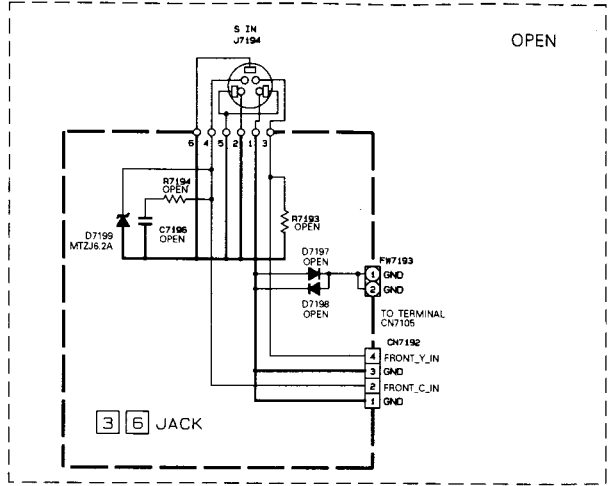 S IN
J7194
OPEN
6 4 5 2 1 3
R7194
OPEN
D7199
MTZJ6.2A
C7196
OPEN
R7193
OPEN
D7197
OPEN
FW7193
1 GND
2 GND
D7198
OPEN
TO TERMINAL
CN7105
CN7192
4 FRONT_Y_IN
3 GND
2 FRONT_C_IN
1 GND
3 6 JACK